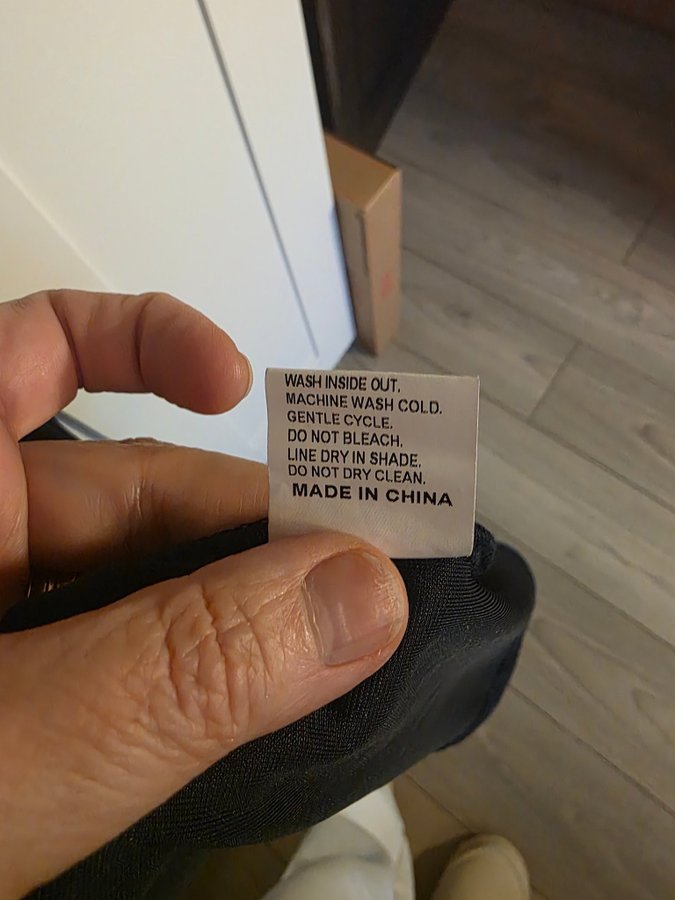 WASH INSIDE OUT.
MACHINE WASH COLD.
GENTLE CYCLE.
DO NOT BLEACH.
LINE DRY IN SHADE.
DO NOT DRY CLEAN.
MADE IN CHINA